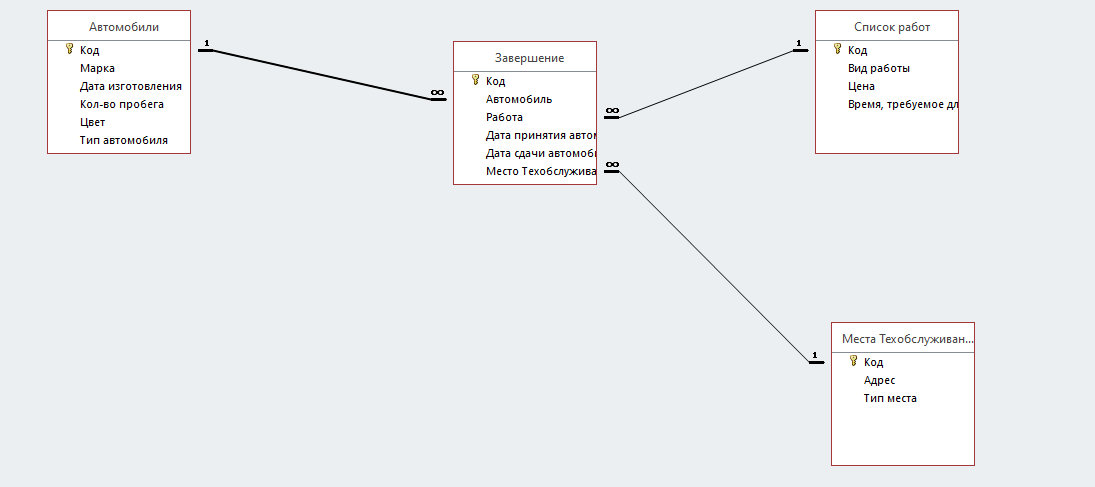 Автомобили
Код
Марка
Дата изготовления
Кол-во пробега
Цвет
Тип автомобиля
1
∞
Завершение
Код
Автомобиль
Работа
Дата принятия автом
Дата сдачи автомоби
Место Техобслужива
∞
∞
1
Список работ
Код
Вид работы
Цена
Время, требуемое дл
1
Места Техобслуживан...
Код
Адрес
Тип места